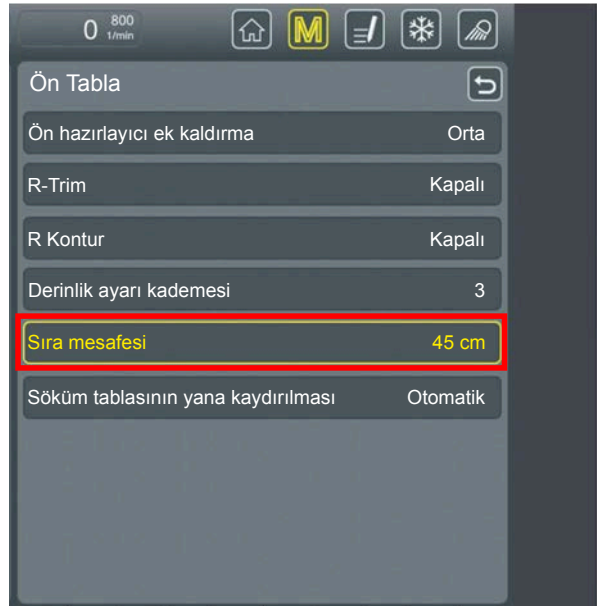 0 800 1/min M
Ön Tabla
Ön hazırlayıcı ek kaldırma Orta
R-Trim Kapalı
R Kontur Kapalı
Derinlik ayarı kademesi 3
Sıra mesafesi 45 cm
Söküm tablasının yana kaydırılması Otomatik